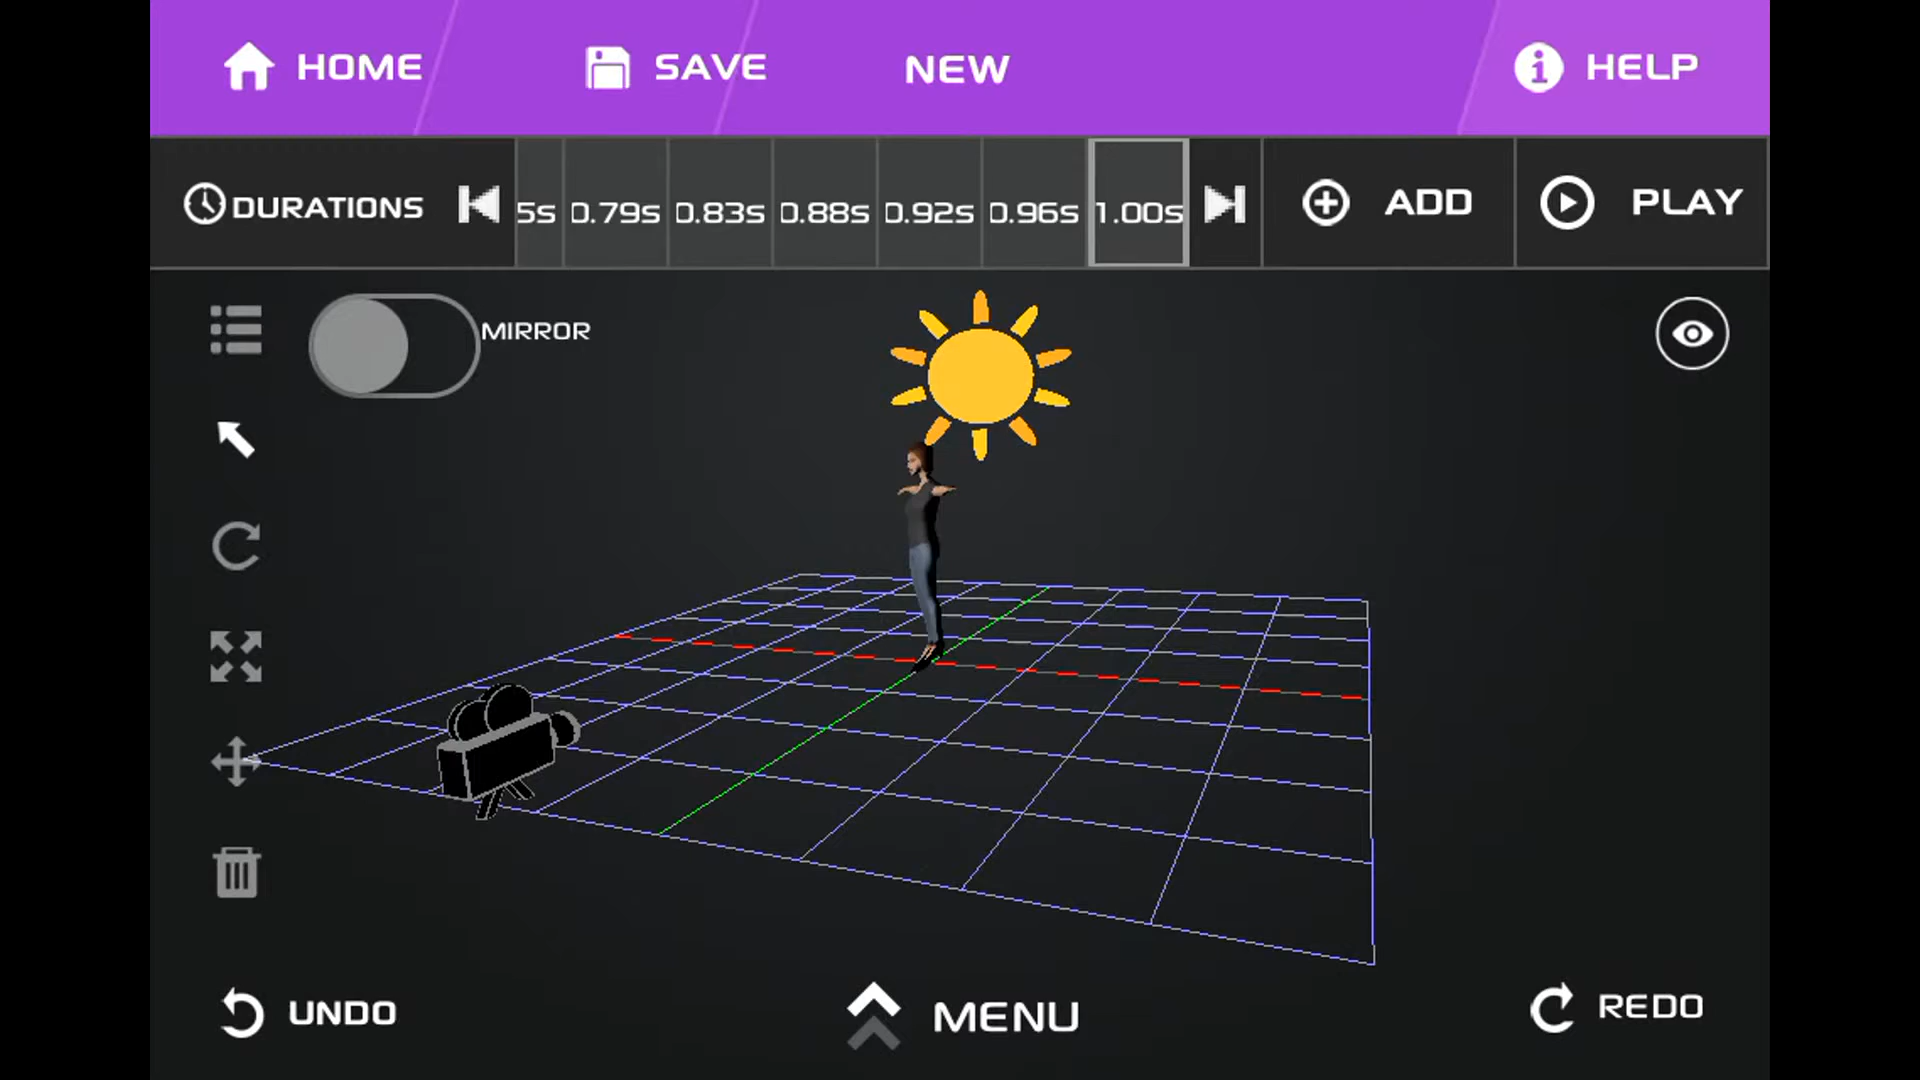 HOME SAVE NEW HELP
DURATIONS 5s 0.79s 0.83s 0.88s 0.92s 0.96s 1.00s ADD PLAY
MIRROR
UNDO MENU REDO